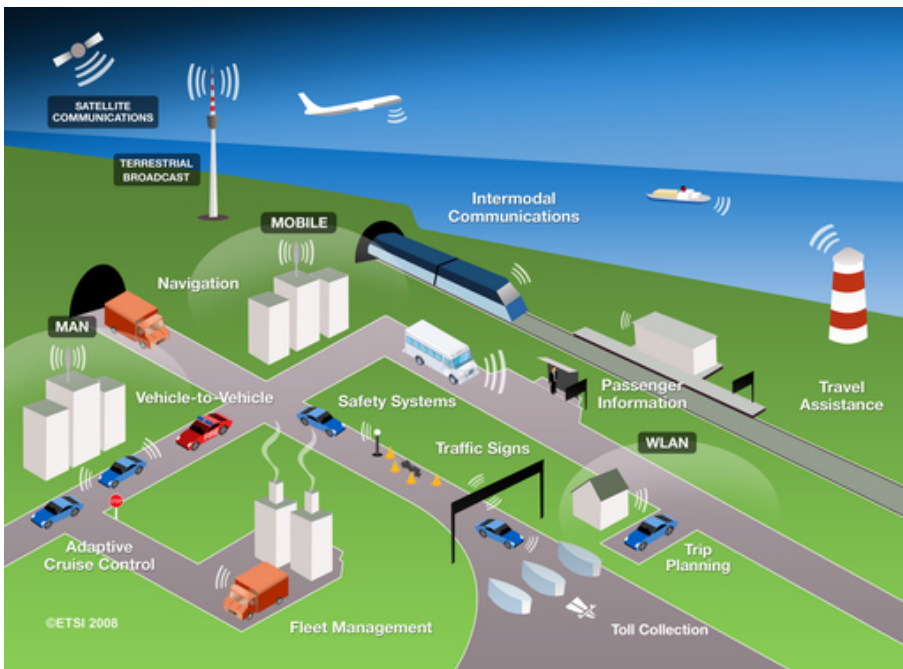 SATELLITE
COMMUNICATIONS
TERRESTRIAL
BROADCAST
Intermodal
Communications
MOBILE
Navigation
MAN
Vehicle-to-Vehicle
Safety Systems
Passenger
Information
Travel
Assistance
Traffic Signs
WLAN
STOP
Adaptive
Cruise Control
Trip
Planning
©ETSI 2008
Fleet Management
Toll Collection